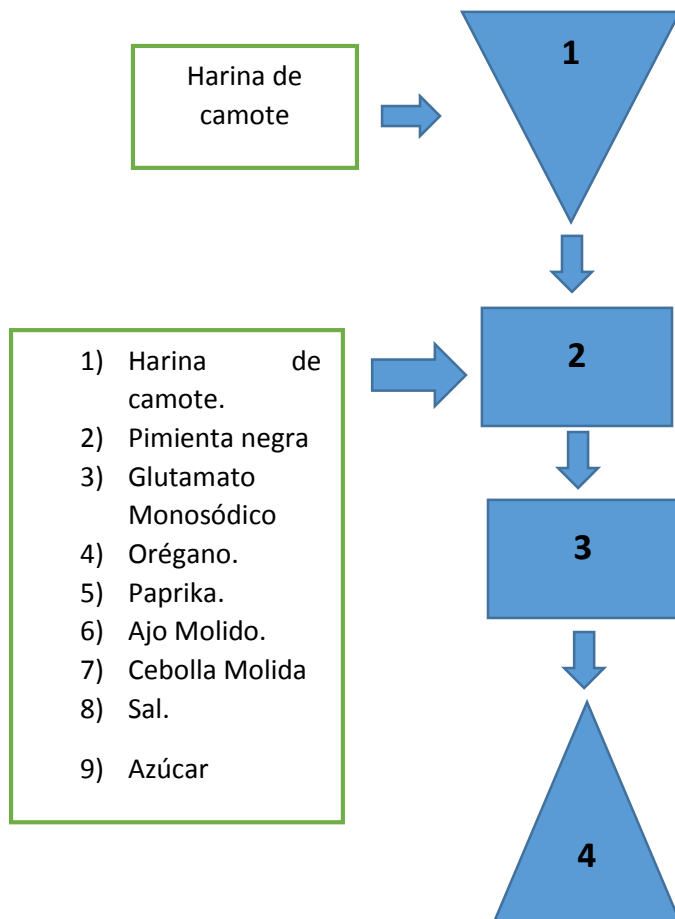 Harina de
camote
1
1) Harina de
camote.
2) Pimienta negra
3) Glutamato
Monosódico
4) Orégano.
5) Paprika.
6) Ajo Molido.
7) Cebolla Molida
8) Sal.
9) Azúcar
2
3
4